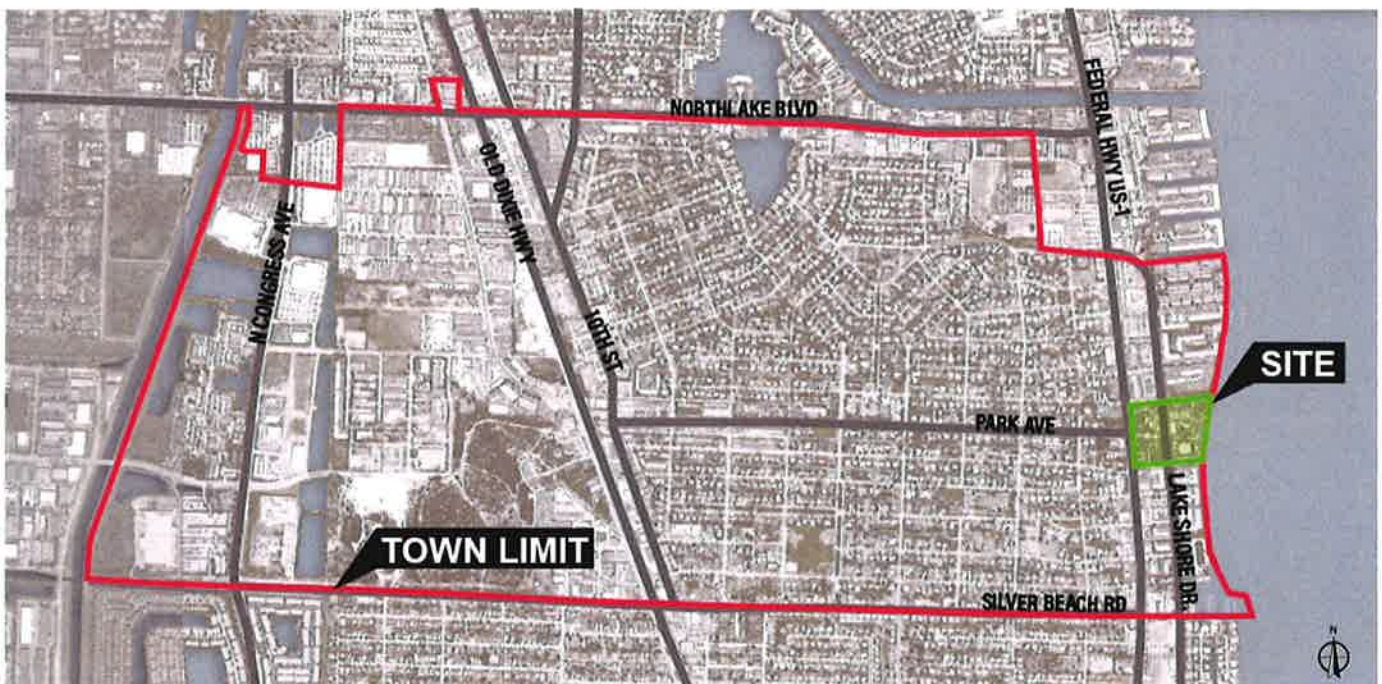 NORTHLAKE BLVD
FEDERAL HWY US-1
OLD DIXIE HWY
N CONGRESS AVE
10TH ST
SITE
PARK AVE
LAKE SHORE DR.
TOWN LIMIT
SILVER BEACH RD
N